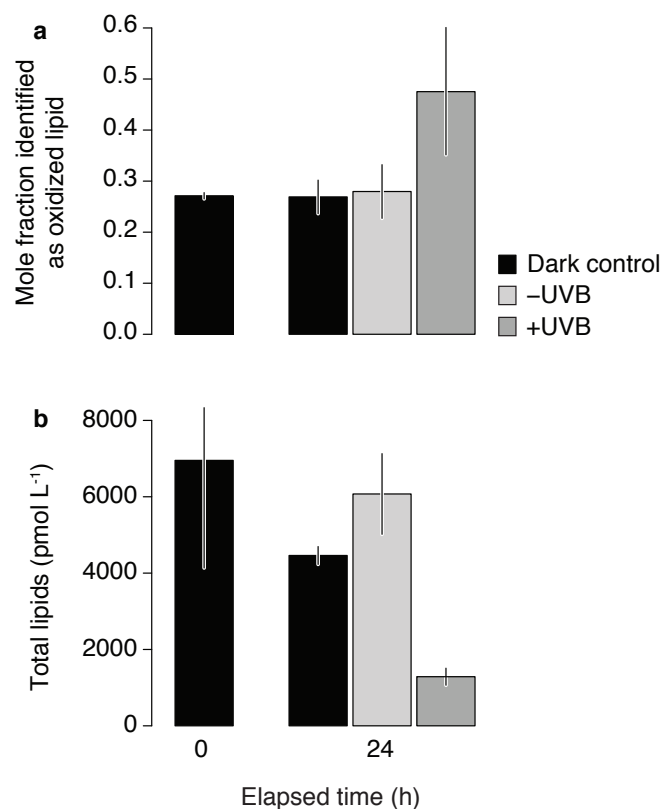 a
Mole fraction identified
as oxidized lipid
0.6
0.5
0.4
0.3
0.2
0.1
0.0
Dark control
–UVB
+UVB
b
Total lipids (pmol L⁻¹)
8000
6000
4000
2000
0
0
24
Elapsed time (h)